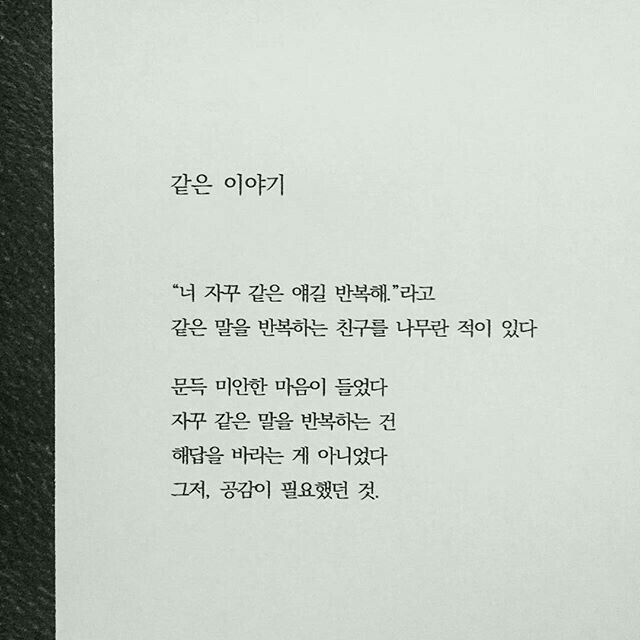 같은 이야기
“너 자꾸 같은 얘길 반복해.”라고
같은 말을 반복하는 친구를 나무란 적이 있다
문득 미안한 마음이 들었다
자꾸 같은 말을 반복하는 건
해답을 바라는 게 아니었다
그저, 공감이 필요했던 것.